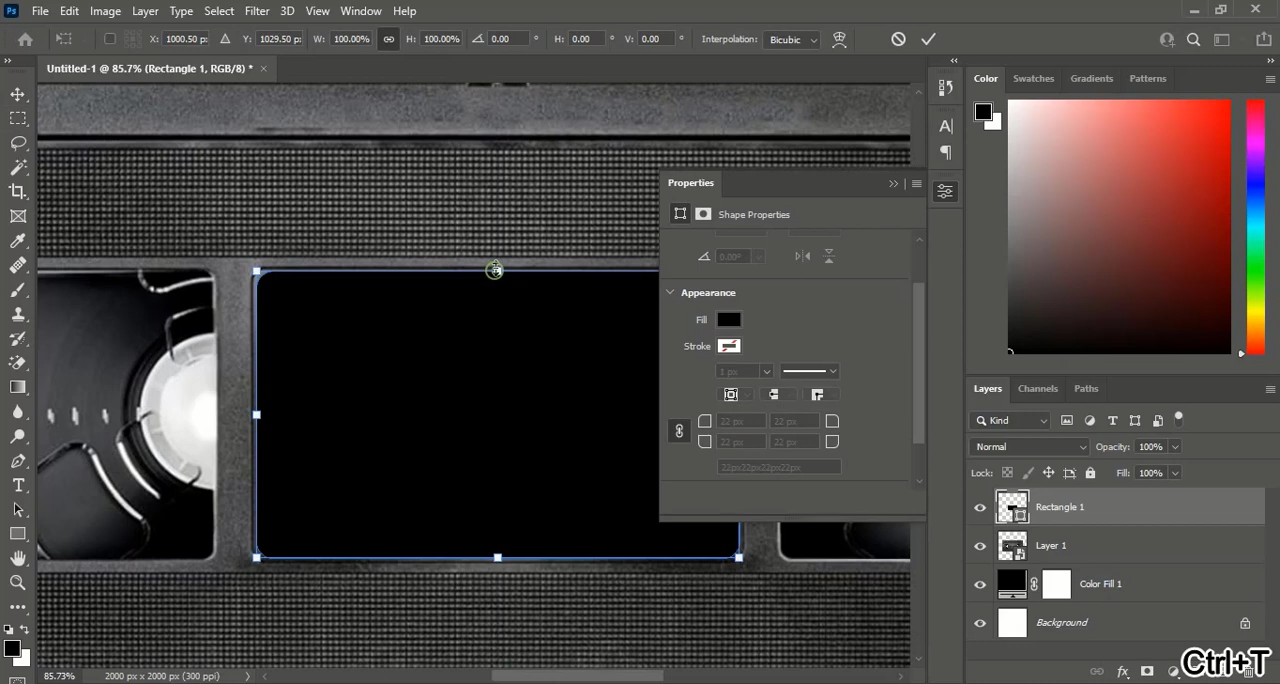 Ps File Edit Image Layer Type Select Filter 3D View Window Help
X: 1000.50 px Y: 1029.50 px W: 100.00% H: 100.00% 0.00 ° H: 0.00 ° V: 0.00 ° Interpolation: Bicubic
Untitled-1 @ 85.7% (Rectangle 1, RGB/8) * ×
Properties
Shape Properties
0.00°
Appearance
Fill
Stroke
1 px
22 px 22 px
22 px 22 px
22px22px22px22px
Color Swatches Gradients Patterns
Layers Channels Paths
Kind
Normal Opacity: 100%
Lock: Fill: 100%
Rectangle 1
Layer 1
Color Fill 1
Background
85.73% 2000 px x 2000 px (300 ppi)
Ctrl+T